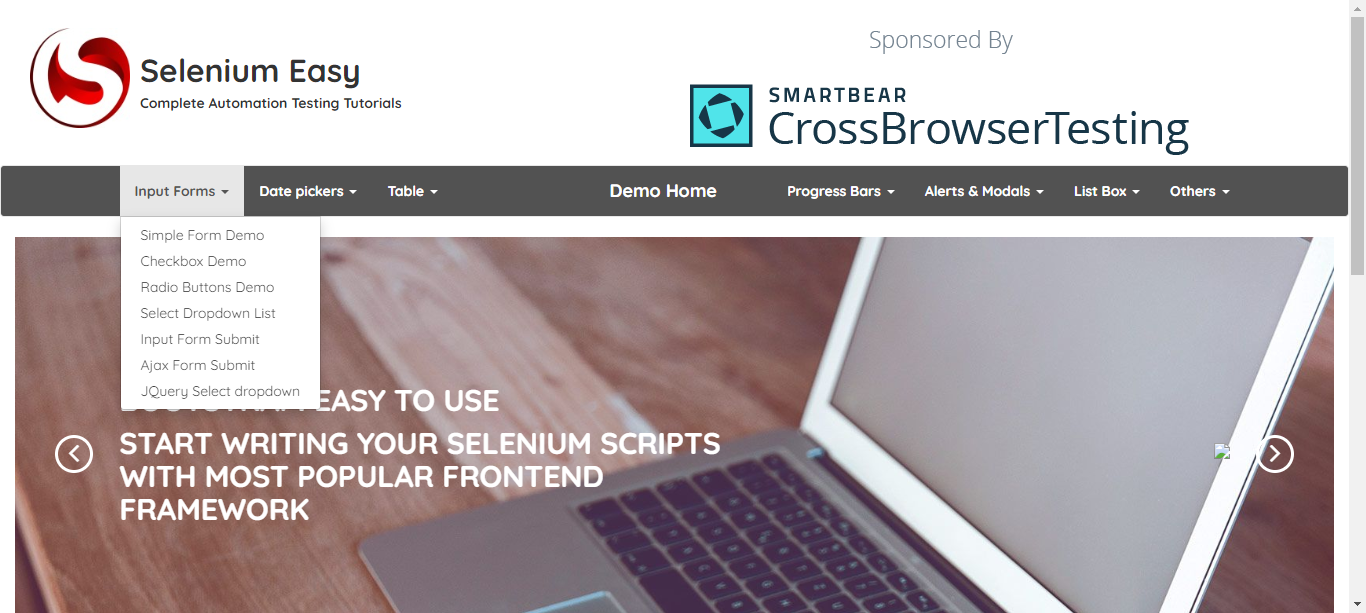 Selenium Easy
Complete Automation Testing Tutorials
Sponsored By
SMARTBEAR
CrossBrowserTesting
Input Forms
Date pickers
Table
Demo Home
Progress Bars
Alerts & Modals
List Box
Others
Simple Form Demo
Checkbox Demo
Radio Buttons Demo
Select Dropdown List
Input Form Submit
Ajax Form Submit
JQuery Select dropdown
EASY TO USE
START WRITING YOUR SELENIUM SCRIPTS
WITH MOST POPULAR FRONTEND
FRAMEWORK